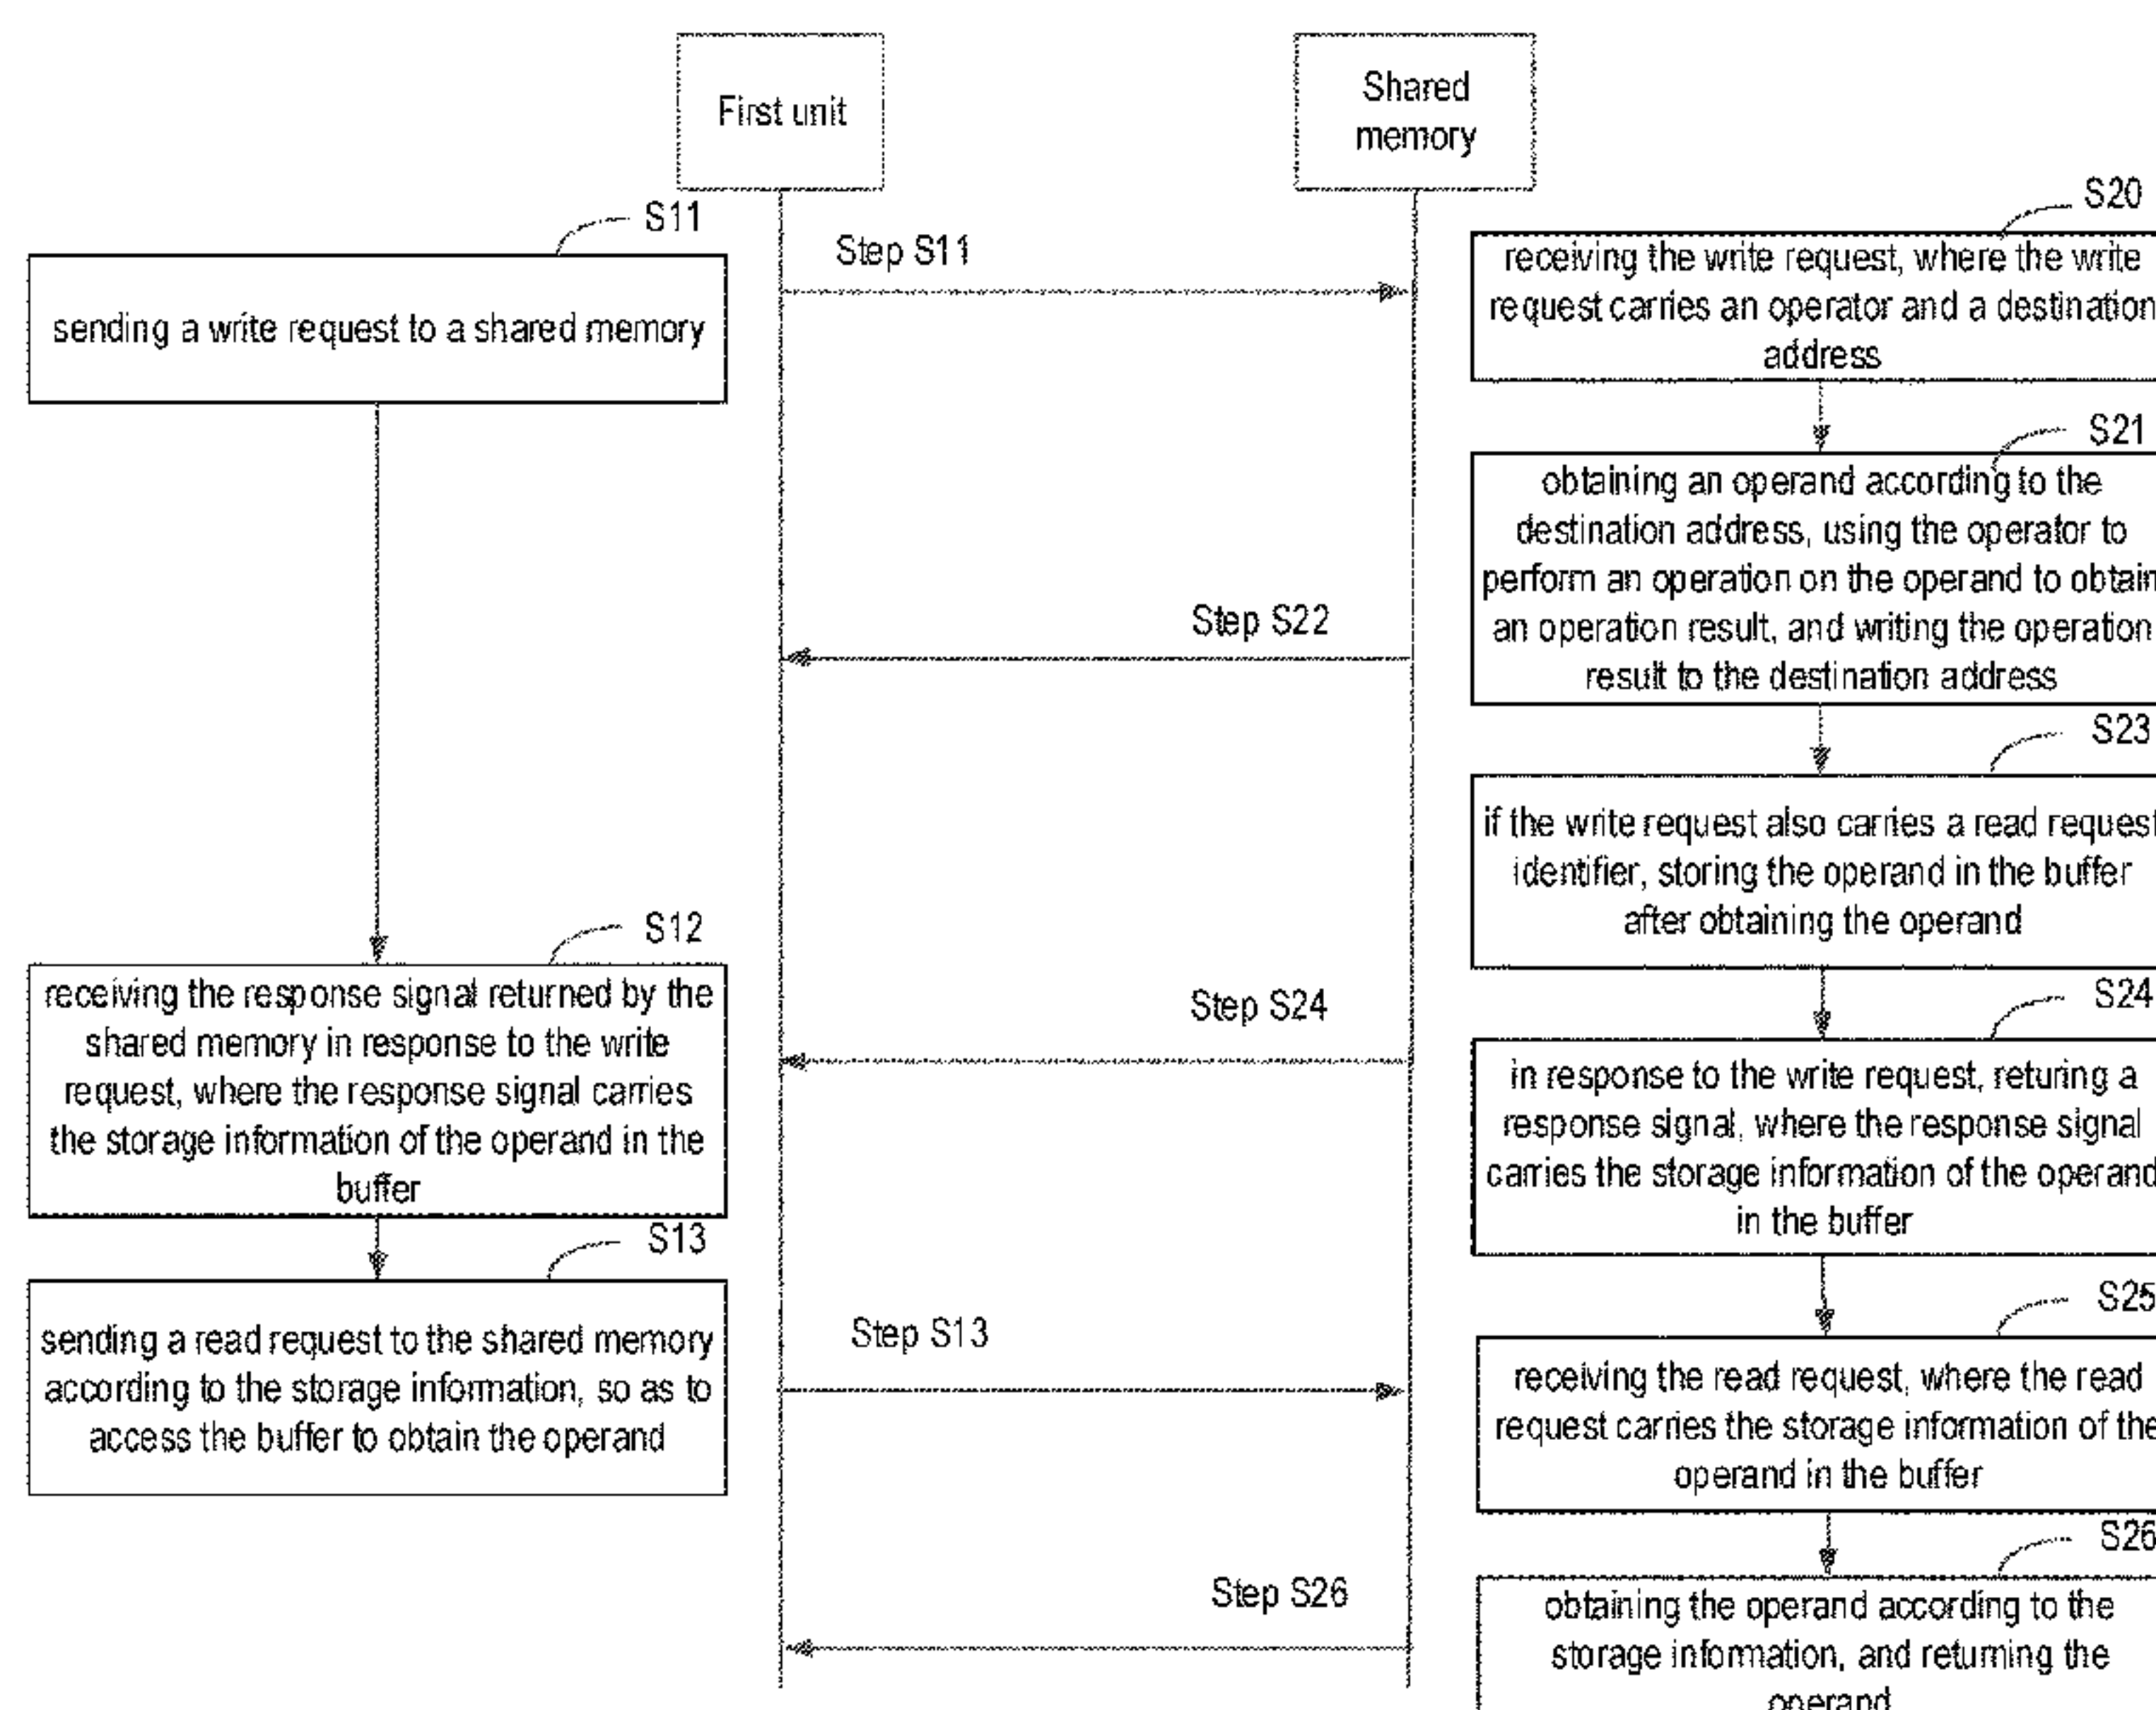 First unit
Shared
memory
S11
sending a write request to a shared memory
S12
receiving the response signal returned by the
shared memory in response to the write
request, where the response signal carries
the storage information of the operand in the
buffer
S13
sending a read request to the shared memory
according to the storage information, so as to
access the buffer to obtain the operand
Step S11
Step S22
Step S24
Step S13
Step S26
S20
receiving the write request, where the write
request carries an operator and a destination
address
S21
obtaining an operand according to the
destination address, using the operator to
perform an operation on the operand to obtain
an operation result, and writing the operation
result to the destination address
S23
if the write request also carries a read request
identifier, storing the operand in the buffer
after obtaining the operand
S24
in response to the write request, returing a
response signal, where the response signal
carries the storage information of the operand
in the buffer
S25
receiving the read request, where the read
request carries the storage information of the
operand in the buffer
S26
obtaining the operand according to the
storage information, and returning the
operand